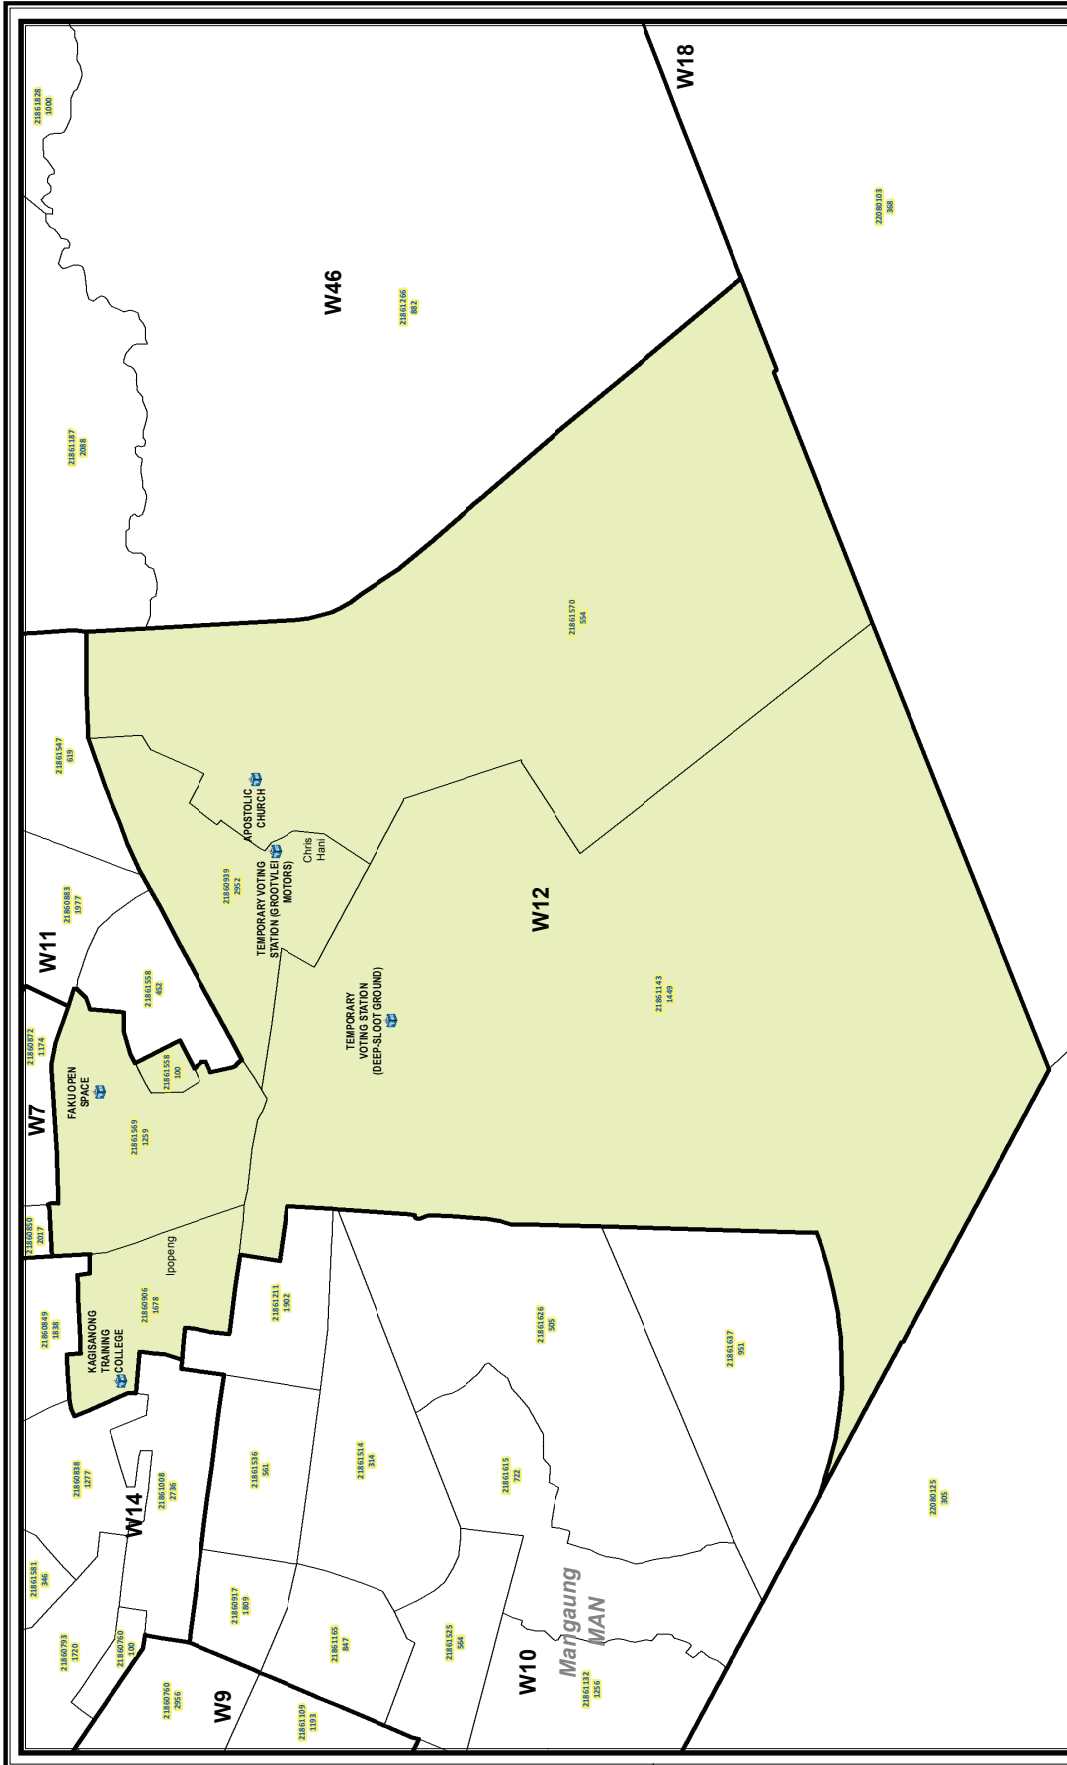 21861828
1000
W18
22080103
368
W46
21861266
882
21861187
2088
21861570
554
21861547
619
APOSTOLIC
CHURCH
Chris
Hani
TEMPORARY VOTING
STATION (GROOTVLEI
MOTORS)
21860939
2952
W12
21860883
1977
W11
21861558
452
21861143
1449
TEMPORARY
VOTING STATION
(DEEP-SLOOT GROUND)
21860872
1174
21861558
100
FAKU OPEN
SPACE
W7
21861569
1259
21860850
2017
Ipopeng
21860906
1678
21861211
1902
21860849
1838
KAGISANONG
TRAINING
COLLEGE
21861626
505
21861637
951
21860838
1277
21861008
2736
W14
21861536
561
21861514
314
21861615
722
22080125
305
21861581
346
21860793
1720
21860760
100
21860917
1809
21861165
847
21861525
564
Mangaung
MAN
21860760
2956
W9
21861109
1193
W10
21861132
1256